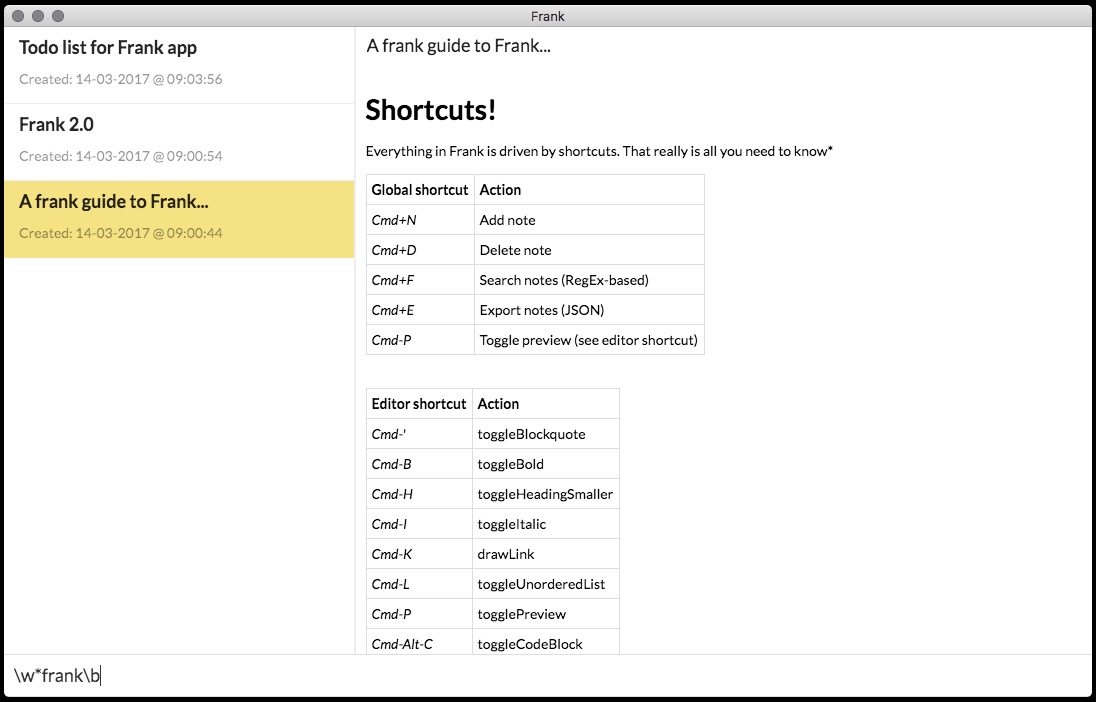 Frank
Todo list for Frank app
Created: 14-03-2017 @ 09:03:56
Frank 2.0
Created: 14-03-2017 @ 09:00:54
A frank guide to Frank...
Created: 14-03-2017 @ 09:00:44
A frank guide to Frank...
Shortcuts!
Everything in Frank is driven by shortcuts. That really is all you need to know*
Global shortcut Action
Cmd+N Add note
Cmd+D Delete note
Cmd+F Search notes (RegEx-based)
Cmd+E Export notes (JSON)
Cmd-P Toggle preview (see editor shortcut)
Editor shortcut Action
Cmd-' toggleBlockquote
Cmd-B toggleBold
Cmd-H toggleHeadingSmaller
Cmd-I toggleItalic
Cmd-K drawLink
Cmd-L toggleUnorderedList
Cmd-P togglePreview
Cmd-Alt-C toggleCodeBlock
\w*frank\b